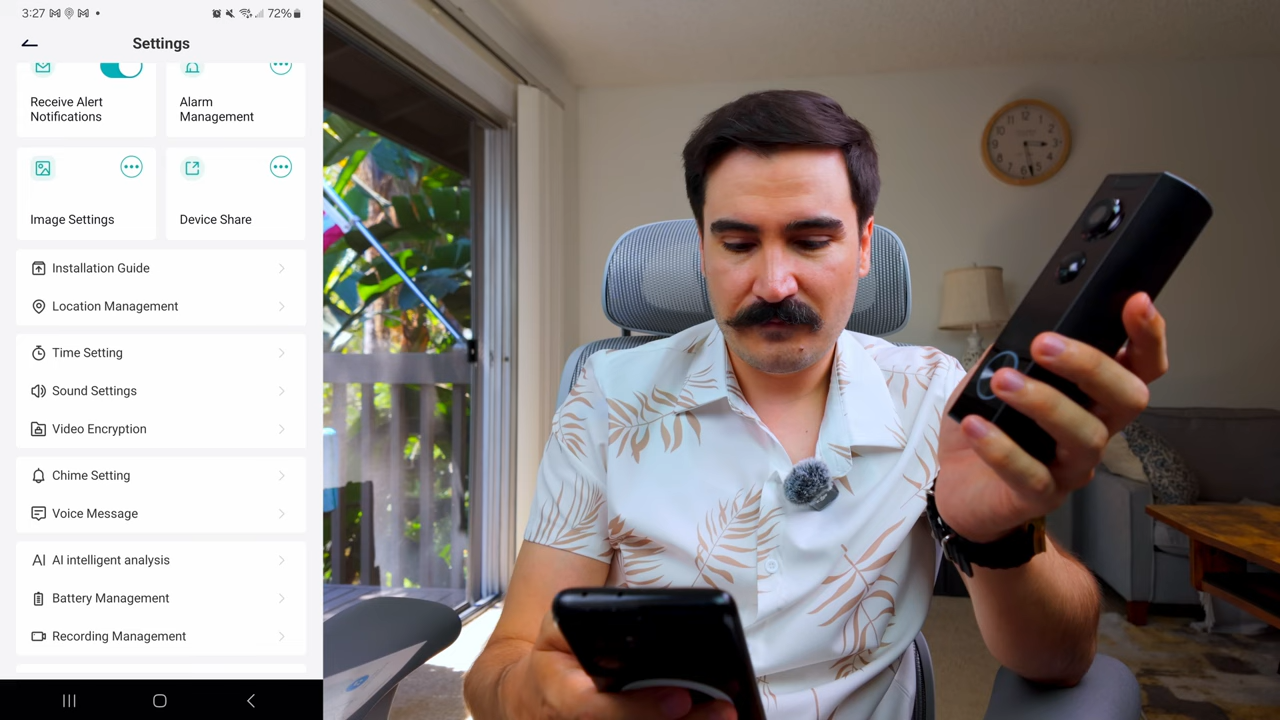 3:27
72%
Settings
Receive Alert
Notifications
Alarm
Management
Image Settings
Device Share
Installation Guide
Location Management
Time Setting
Sound Settings
Video Encryption
Chime Setting
Voice Message
AI intelligent analysis
Battery Management
Recording Management